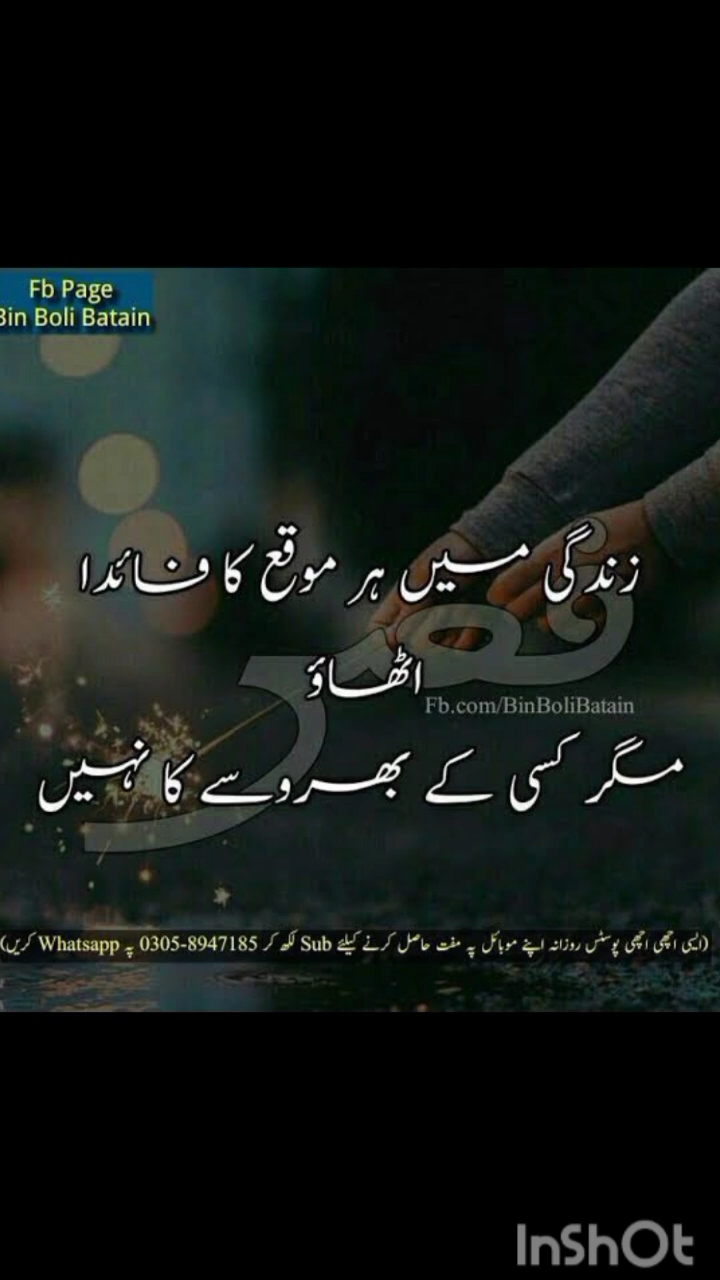 Fb Page
Bin Boli Batain
زندگی میں ہر موقع کا فائدا
اٹھاؤ
Fb.com/BinBoliBatain
مگر کسی کے بھروسے کا نہیں
(ایسی اچھی اچھی پوسٹس روزانہ اپنے موبائل پہ مفت حاصل کرنے کیلئے Sub لکھ کر 0305-8947185 پہ Whatsapp کریں)
InShOt